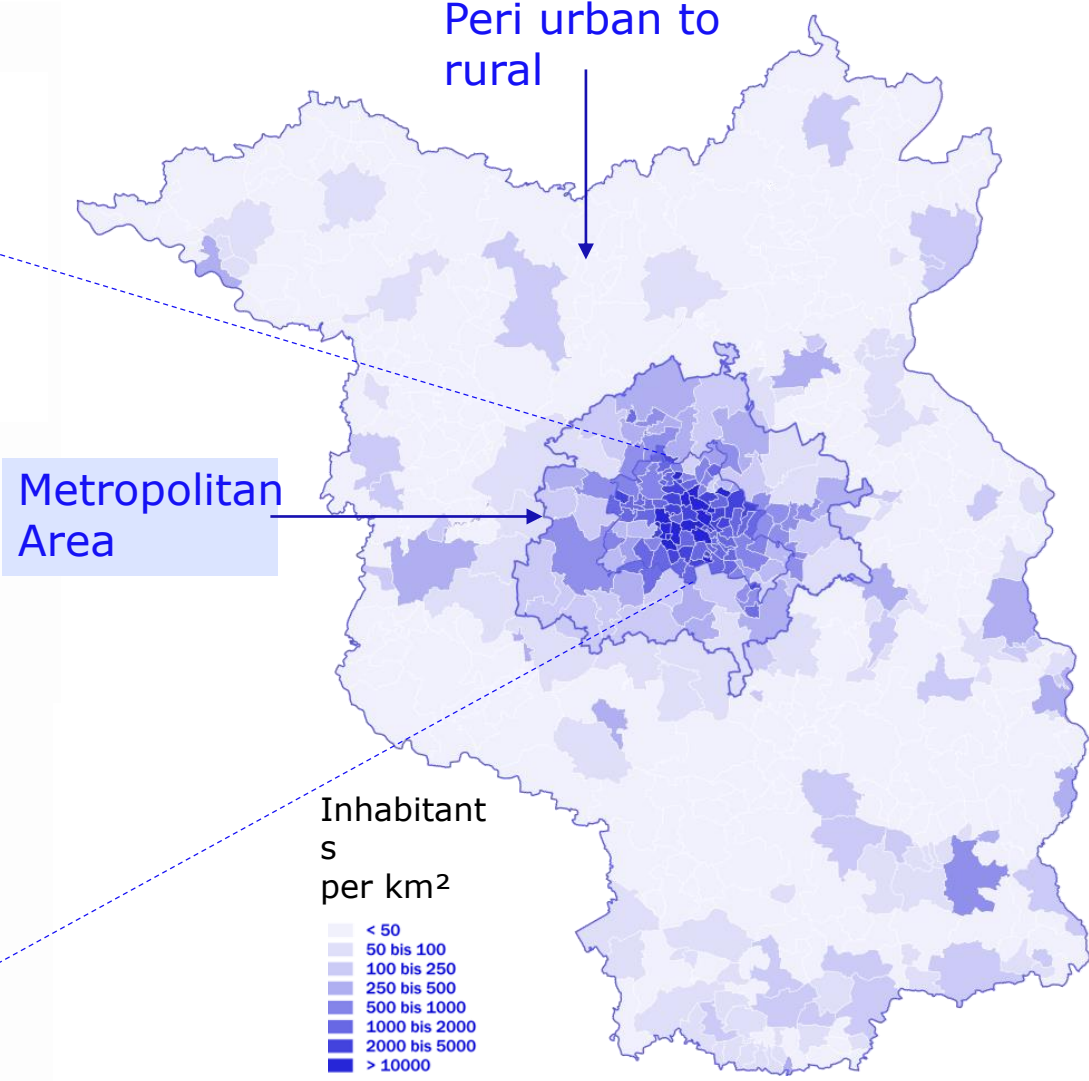 Peri urban to
rural
Metropolitan
Area
Inhabitant
s
per km²
< 50
50 bis 100
100 bis 250
250 bis 500
500 bis 1000
1000 bis 2000
2000 bis 5000
> 10000